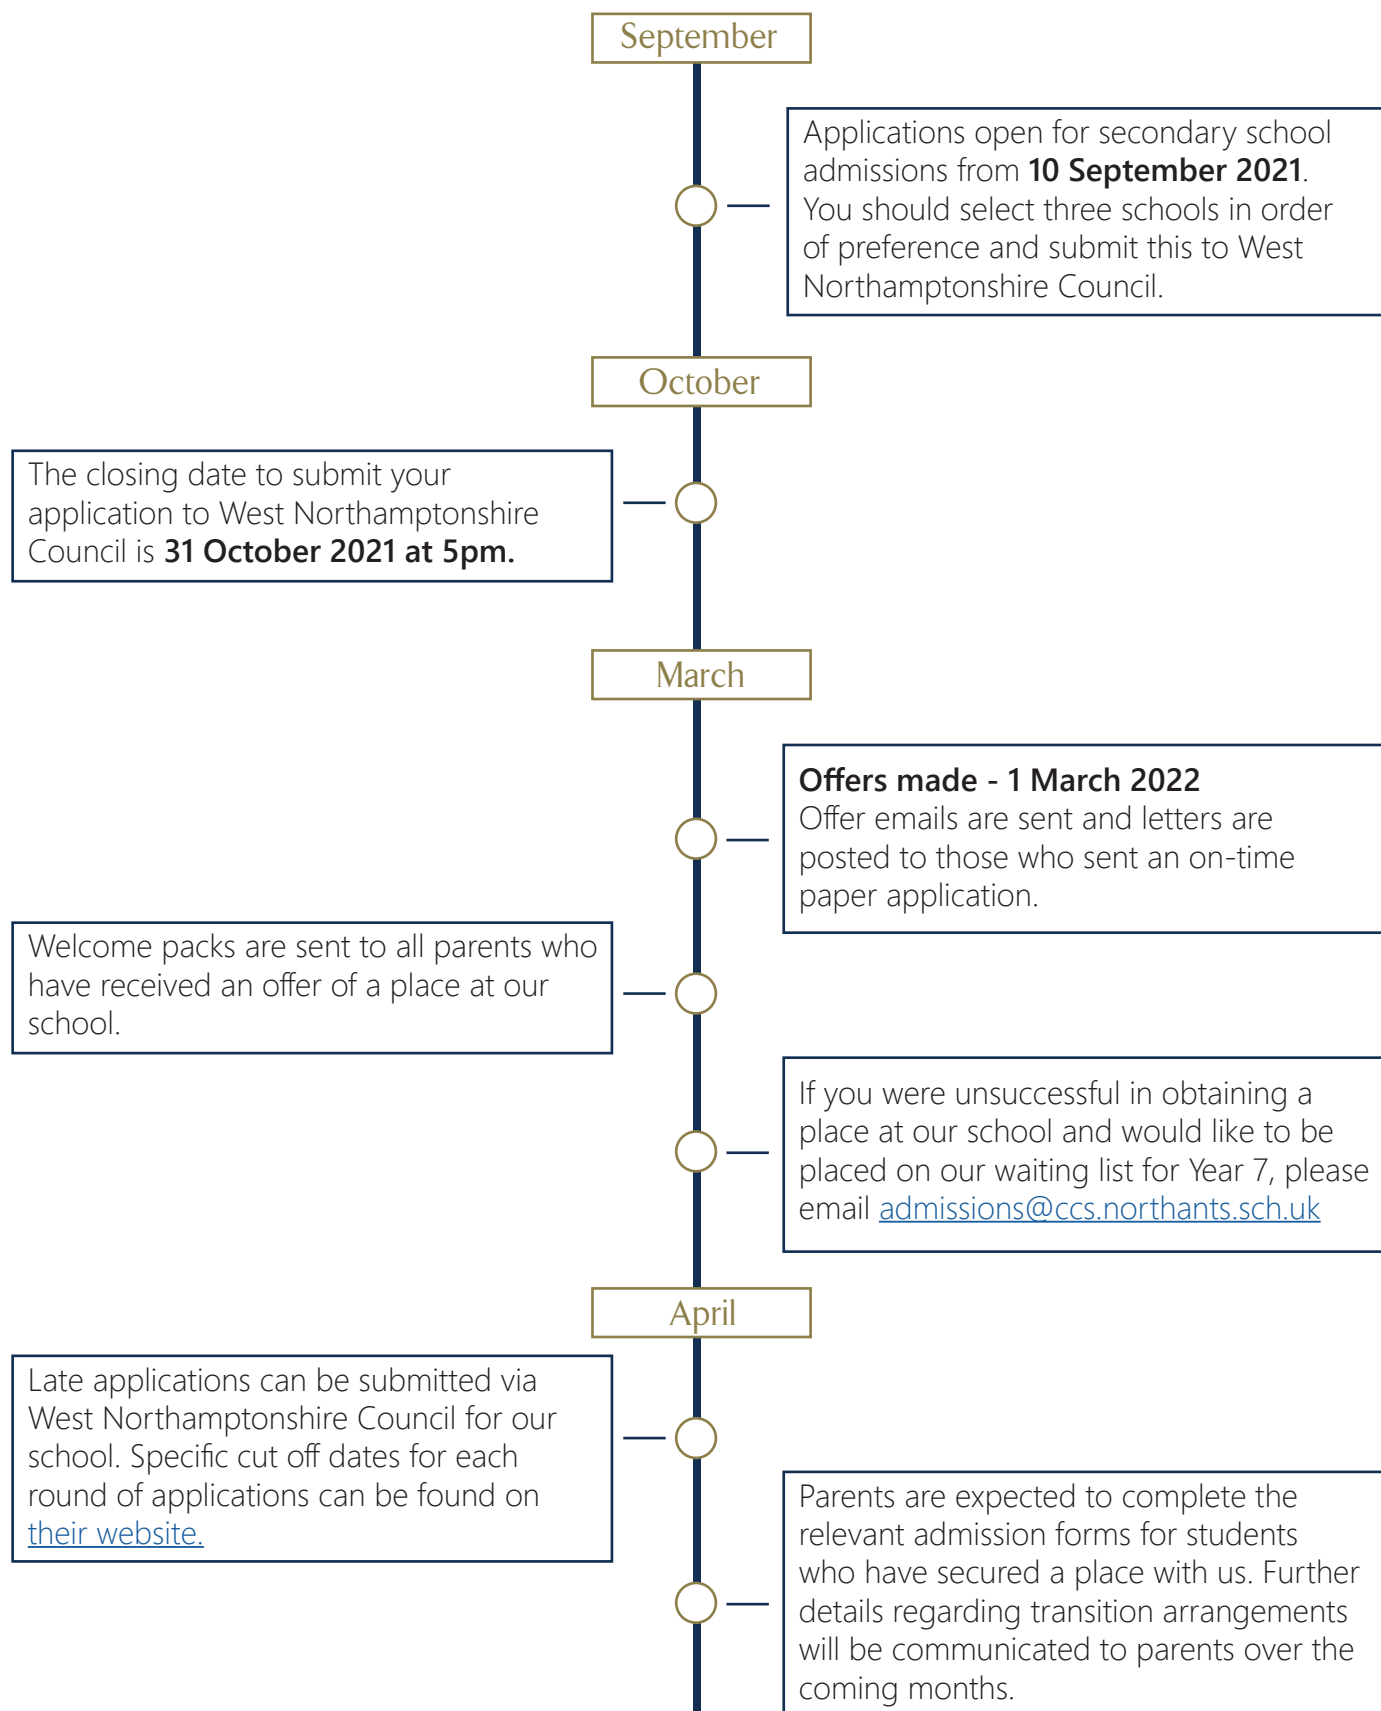 September
Applications open for secondary school
admissions from 10 September 2021.
You should select three schools in order
of preference and submit this to West
Northamptonshire Council.
October
The closing date to submit your
application to West Northamptonshire
Council is 31 October 2021 at 5pm.
March
Offers made - 1 March 2022
Offer emails are sent and letters are
posted to those who sent an on-time
paper application.
Welcome packs are sent to all parents who
have received an offer of a place at our
school.
If you were unsuccessful in obtaining a
place at our school and would like to be
placed on our waiting list for Year 7, please
email admissions@ccs.northants.sch.uk
April
Late applications can be submitted via
West Northamptonshire Council for our
school. Specific cut off dates for each
round of applications can be found on
their website.
Parents are expected to complete the
relevant admission forms for students
who have secured a place with us. Further
details regarding transition arrangements
will be communicated to parents over the
coming months.